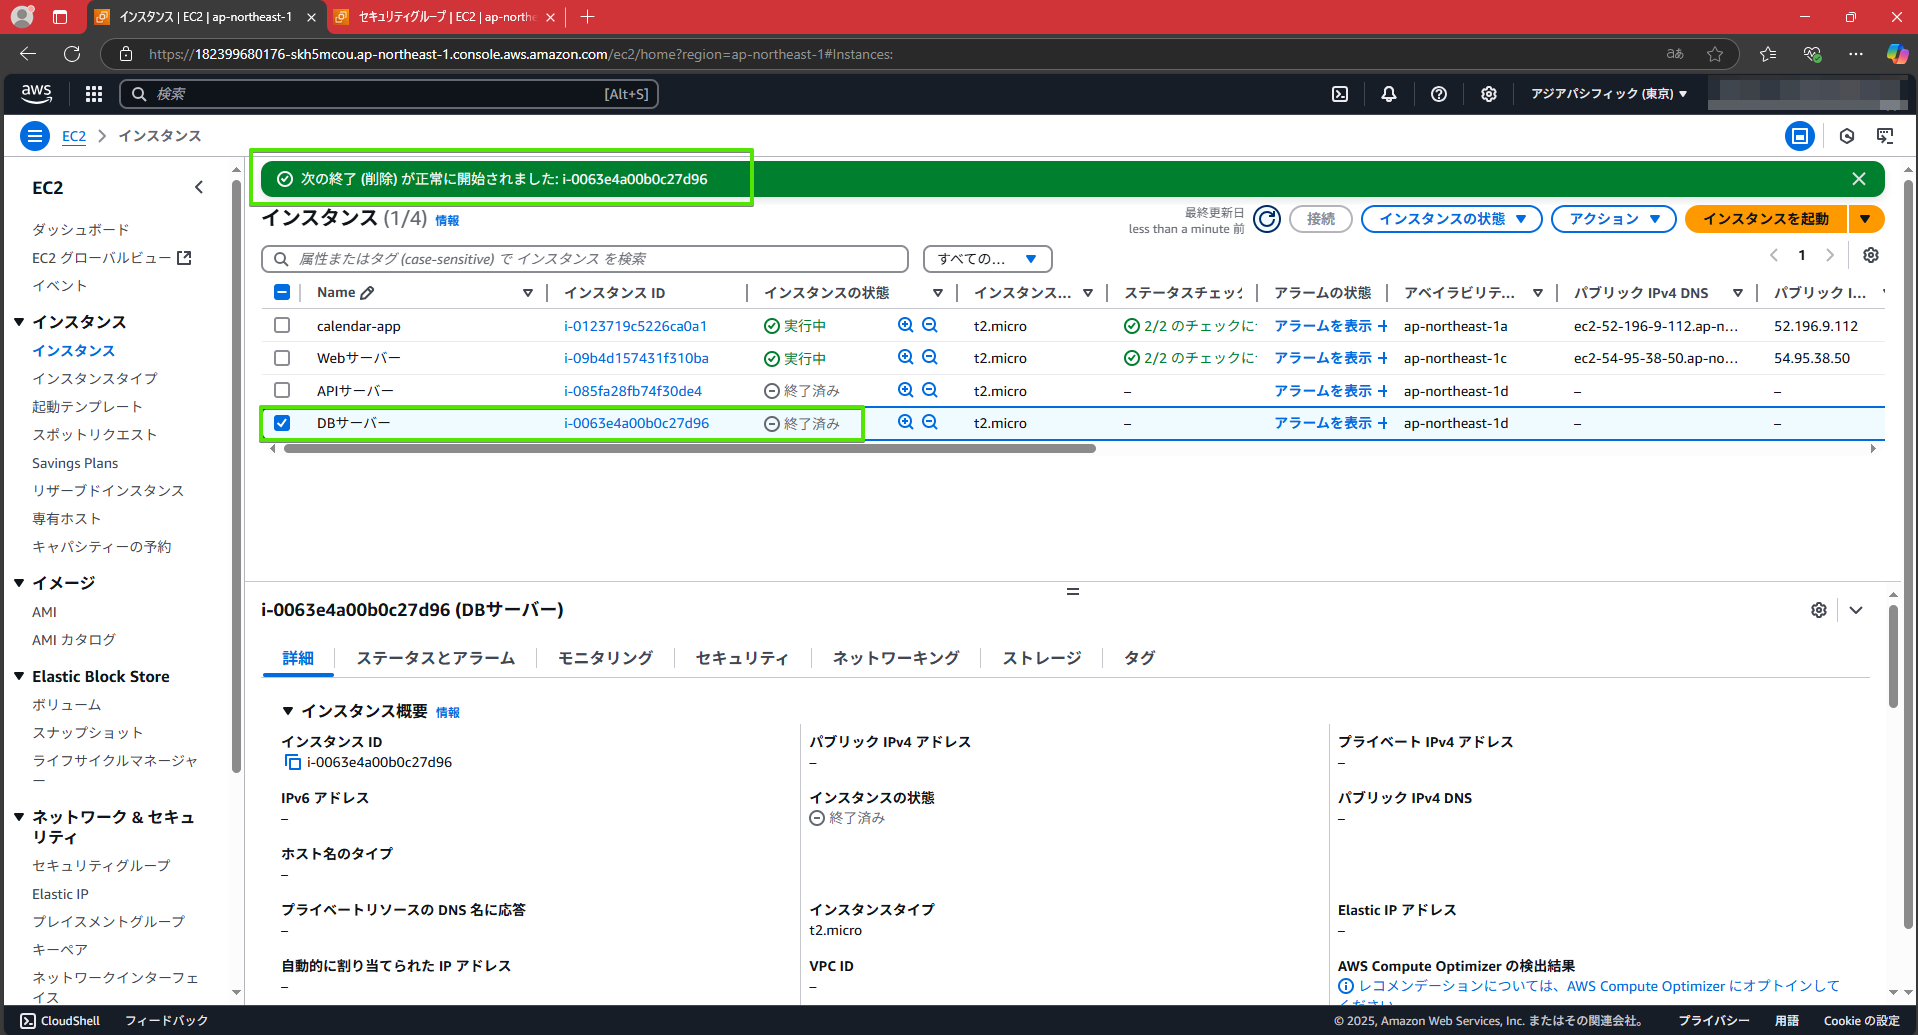 インスタンス | EC2 | ap-northeast-1
セキュリティグループ | EC2 | ap-northe
https://182399680176-skh5mcou.ap-northeast-1.console.aws.amazon.com/ec2/home?region=ap-northeast-1#Instances:
aあ
aws
検索
[Alt+S]
アジアパシフィック (東京)
EC2
インスタンス
EC2
ダッシュボード
EC2 グローバルビュー
イベント
インスタンス
インスタンス
インスタンスタイプ
起動テンプレート
スポットリクエスト
Savings Plans
リザーブドインスタンス
専有ホスト
キャパシティーの予約
イメージ
AMI
AMI カタログ
Elastic Block Store
ボリューム
スナップショット
ライフサイクルマネージャ
ー
ネットワーク & セキュ
リティ
セキュリティグループ
Elastic IP
プレイスメントグループ
キーペア
ネットワークインターフェ
イス
次の終了 (削除) が正常に開始されました: i-0063e4a00b0c27d96
インスタンス (1/4) 情報
最終更新日
less than a minute 前
接続
インスタンスの状態
アクション
インスタンスを起動
属性またはタグ (case-sensitive) で インスタンス を検索
すべての...
1
Name インスタンス ID インスタンスの状態 インスタンス... ステータスチェック アラームの状態 アベイラビリテ... パブリック IPv4 DNS パブリック I...
calendar-app i-0123719c5226ca0a1 実行中 t2.micro 2/2 のチェックに アラームを表示 + ap-northeast-1a ec2-52-196-9-112.ap-n... 52.196.9.112
Webサーバー i-09b4d157431f310ba 実行中 t2.micro 2/2 のチェックに アラームを表示 + ap-northeast-1c ec2-54-95-38-50.ap-no... 54.95.38.50
APIサーバー i-085fa28fb74f30de4 終了済み t2.micro – アラームを表示 + ap-northeast-1d – –
DBサーバー i-0063e4a00b0c27d96 終了済み t2.micro – アラームを表示 + ap-northeast-1d – –
i-0063e4a00b0c27d96 (DBサーバー)
詳細
ステータスとアラーム
モニタリング
セキュリティ
ネットワーキング
ストレージ
タグ
インスタンス概要 情報
インスタンス ID
i-0063e4a00b0c27d96
パブリック IPv4 アドレス
–
プライベート IPv4 アドレス
–
IPv6 アドレス
–
インスタンスの状態
終了済み
パブリック IPv4 DNS
–
ホスト名のタイプ
–
プライベートリソースの DNS 名に応答
–
インスタンスタイプ
t2.micro
Elastic IP アドレス
–
自動的に割り当てられた IP アドレス
–
VPC ID
–
AWS Compute Optimizer の検出結果
レコメンデーションについては、AWS Compute Optimizer にオプトインして
ください
CloudShell
フィードバック
© 2025, Amazon Web Services, Inc. またはその関連会社。
プライバシー
用語
Cookie の設定